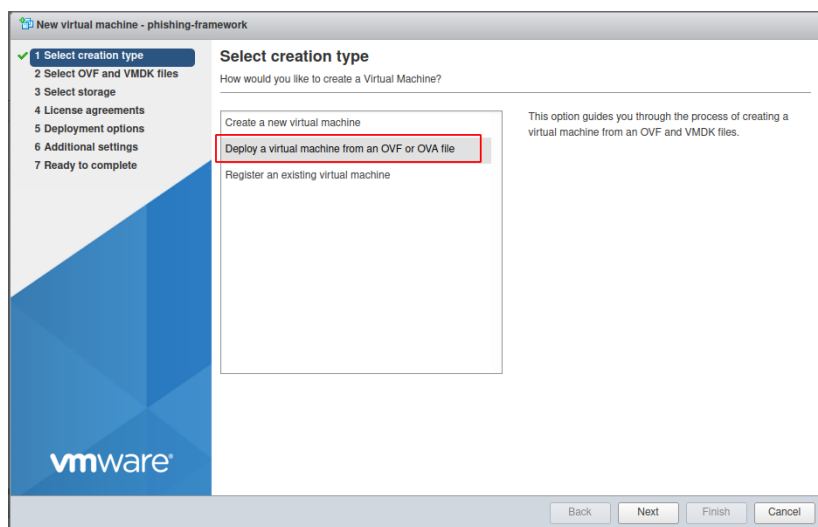 New virtual machine - phishing-framework
1 Select creation type
2 Select OVF and VMDK files
3 Select storage
4 License agreements
5 Deployment options
6 Additional settings
7 Ready to complete
Select creation type
How would you like to create a Virtual Machine?
Create a new virtual machine
Deploy a virtual machine from an OVF or OVA file
Register an existing virtual machine
This option guides you through the process of creating a
virtual machine from an OVF and VMDK files.
vmware®
Back
Next
Finish
Cancel